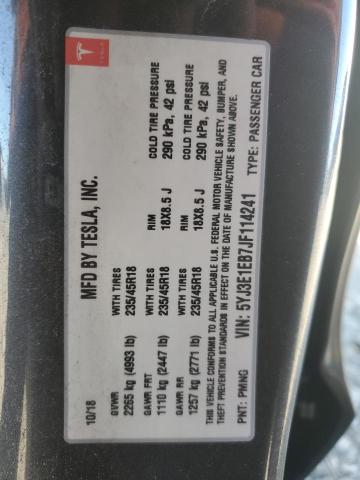 TESLA
MFD BY TESLA, INC.
10/18
GVWR WITH TIRES RIM COLD TIRE PRESSURE
2265 kg (4993 lb) 235/45R18 18X8.5 J 290 kPa, 42 psi
GAWR FRT WITH TIRES RIM COLD TIRE PRESSURE
1110 kg (2447 lb) 235/45R18 18X8.5 J 290 kPa, 42 psi
GAWR RR
1257 kg (2771 lb)
THIS VEHICLE CONFORMS TO ALL APPLICABLE U.S. FEDERAL MOTOR VEHICLE SAFETY, BUMPER, AND
THEFT PREVENTION STANDARDS IN EFFECT ON THE DATE OF MANUFACTURE SHOWN ABOVE.
PNT: PMNG VIN: 5YJ3E1EB7JF114241 TYPE: PASSENGER CAR